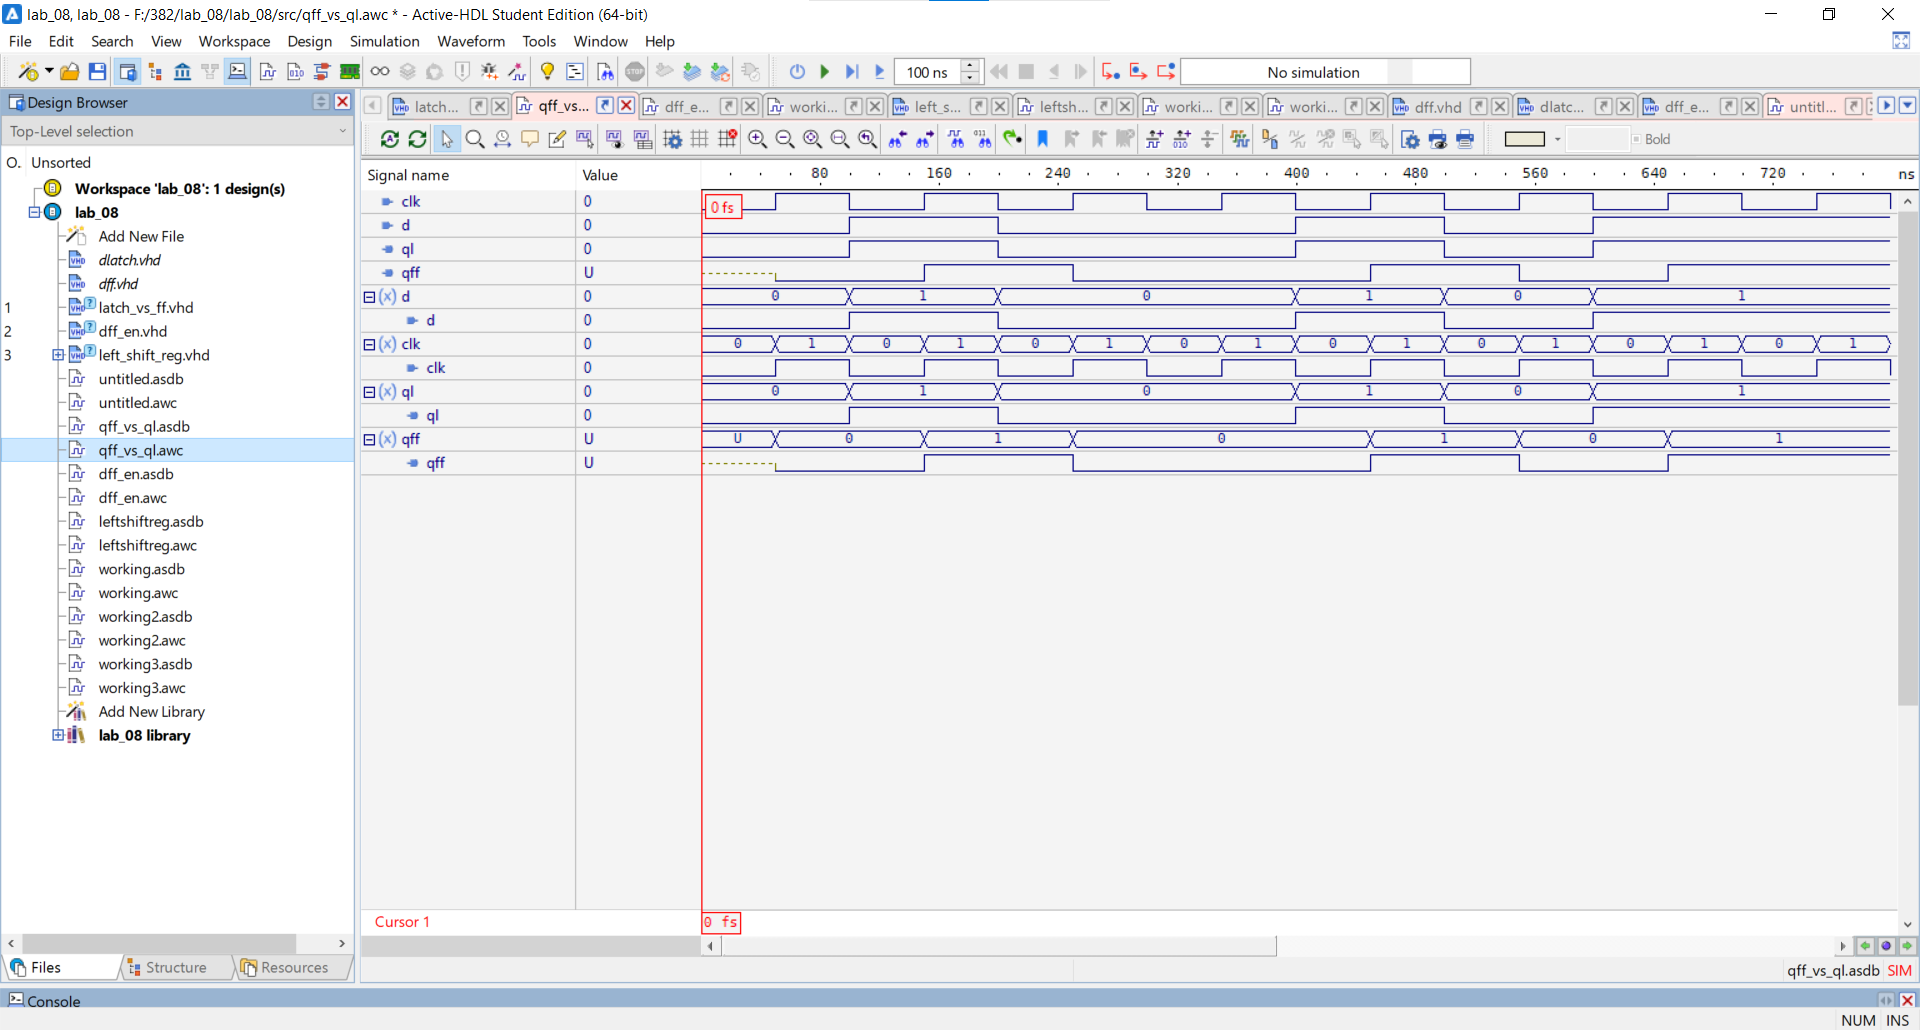 lab_08, lab_08 - F:/382/lab_08/lab_08/src/qff_vs_ql.awc * - Active-HDL Student Edition (64-bit)
File Edit Search View Workspace Design Simulation Waveform Tools Window Help
100 ns No simulation
Design Browser
latch... qff_vs... dff_e... worki... left_s... leftsh... worki... worki... dff.vhd dlatc... dff_e... untitl...
Top-Level selection
Bold
O. Unsorted
Workspace 'lab_08': 1 design(s)
lab_08
Add New File
dlatch.vhd
dff.vhd
1 latch_vs_ff.vhd
2 dff_en.vhd
3 left_shift_reg.vhd
untitled.asdb
untitled.awc
qff_vs_ql.asdb
qff_vs_ql.awc
dff_en.asdb
dff_en.awc
leftshiftreg.asdb
leftshiftreg.awc
working.asdb
working.awc
working2.asdb
working2.awc
working3.asdb
working3.awc
Add New Library
lab_08 library
Files Structure Resources
Signal name Value 80 160 240 320 400 480 560 640 720 ns
clk 0 0 fs
d 0
ql 0
qff U
(x) d 0 0 1 0 1 0 1
d 0
(x) clk 0 0 1 0 1 0 1 0 1 0 1 0 1 0 1 0 1
clk 0
(x) ql 0 0 1 0 1 0 1
ql 0
(x) qff U U 0 1 0 1 0 1
qff U
Cursor 1 0 fs
qff_vs_ql.asdb SIM
Console
NUM INS